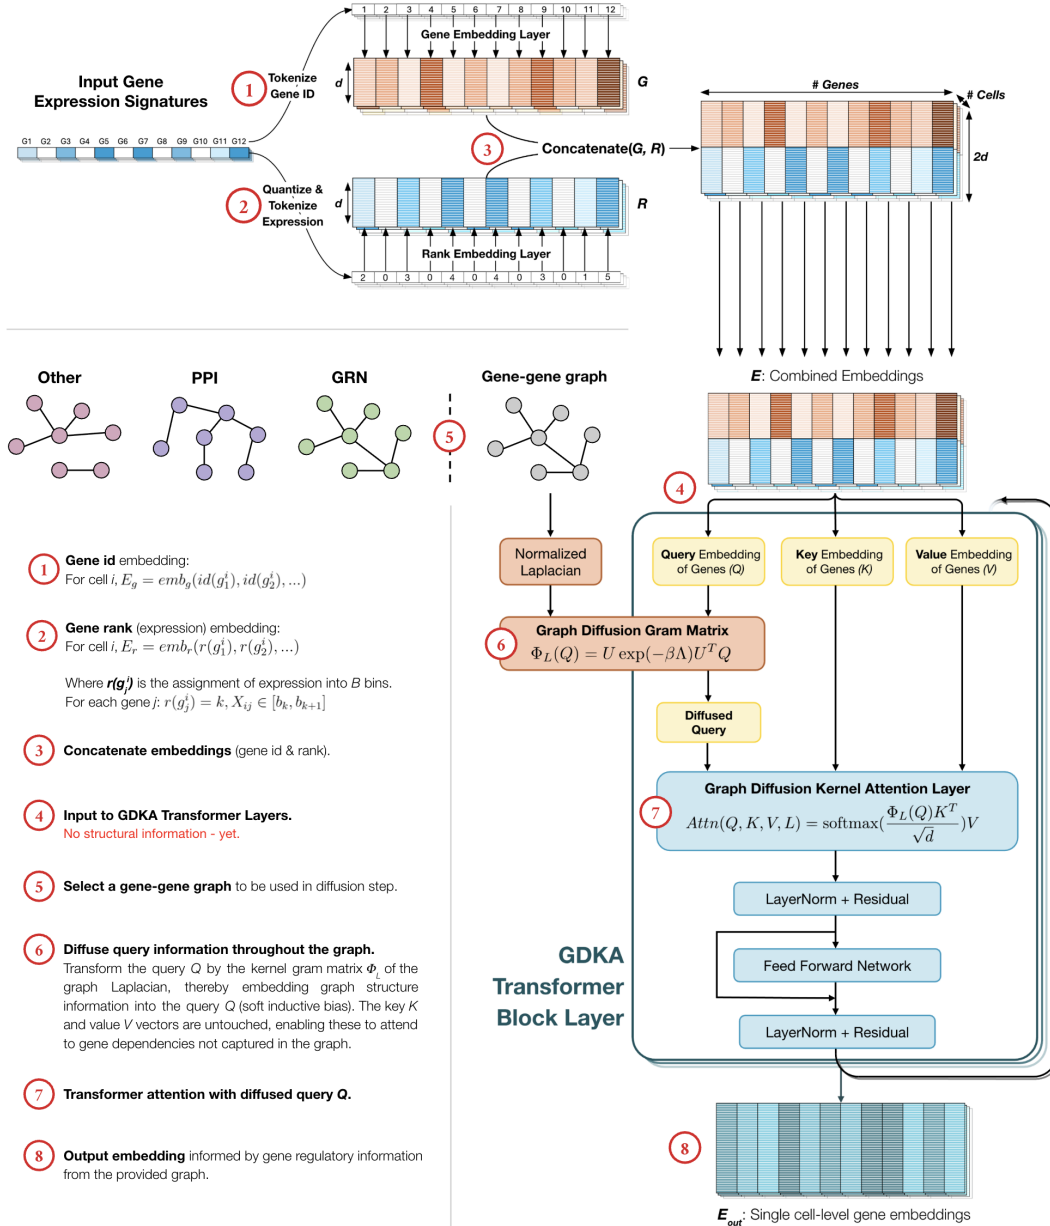 1 2 3 4 5 6 7 8 9 10 11 12
Gene Embedding Layer
Input Gene
Expression Signatures
1
Tokenize
Gene ID
d
G
G1 G2 G3 G4 G5 G6 G7 G8 G9 G10 G11 G12
3
Concatenate(G, R)
# Genes
# Cells
2d
2
Quantize &
Tokenize
Expression
d
R
Rank Embedding Layer
2 0 3 0 4 0 4 0 3 0 1 5
E: Combined Embeddings
Other
PPI
GRN
Gene-gene graph
5
4
Normalized
Laplacian
Query Embedding
of Genes (Q)
Key Embedding
of Genes (K)
Value Embedding
of Genes (V)
6
Graph Diffusion Gram Matrix
Φ_L(Q) = U exp(−βΛ)U^T Q
Diffused
Query
7
Graph Diffusion Kernel Attention Layer
Attn(Q, K, V, L) = softmax(Φ_L(Q)K^T / √d)V
LayerNorm + Residual
Feed Forward Network
LayerNorm + Residual
GDKA
Transformer
Block Layer
8
E_out: Single cell-level gene embeddings
1
Gene id embedding:
For cell i, E_g = emb_g(id(g_1^i), id(g_2^i), ...)
2
Gene rank (expression) embedding:
For cell i, E_r = emb_r(r(g_1^i), r(g_2^i), ...)
Where r(g_j^i) is the assignment of expression into B bins.
For each gene j: r(g_j^i) = k, X_ij ∈ [b_k, b_k+1]
3
Concatenate embeddings (gene id & rank).
4
Input to GDKA Transformer Layers.
No structural information - yet.
5
Select a gene-gene graph to be used in diffusion step.
6
Diffuse query information throughout the graph.
Transform the query Q by the kernel gram matrix Φ_L of the
graph Laplacian, thereby embedding graph structure
information into the query Q (soft inductive bias). The key K
and value V vectors are untouched, enabling these to attend
to gene dependencies not captured in the graph.
7
Transformer attention with diffused query Q.
8
Output embedding informed by gene regulatory information
from the provided graph.